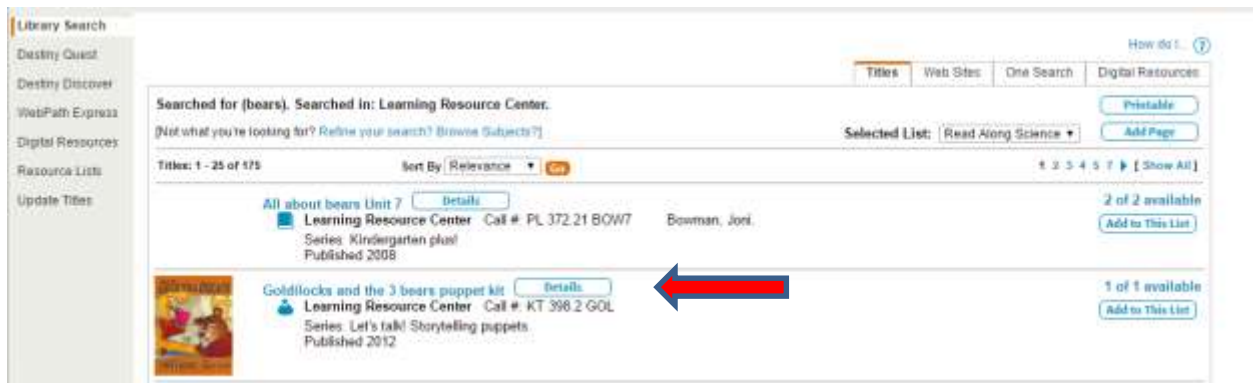 Library Search
Destiny Quest
Destiny Discover
WebPath Express
Digital Resources
Resource Lists
Update Titles
How do I... ?
Titles Web Sites One Search Digital Resources
Searched for (bears). Searched in: Learning Resource Center. Printable
[Not what you're looking for? Refine your search? Browse Subjects?] Selected List: Read Along Science Add Page
Titles: 1 - 25 of 175 Sort By Relevance Go 1 2 3 4 5 7 [ Show All ]
All about bears Unit 7 Details 2 of 2 available
Learning Resource Center Call #: PL 372.21 BOW7 Bowman, Joni. Add to This List
Series: Kindergarten plus!
Published 2008
Goldilocks and the 3 bears puppet kit Details 1 of 1 available
Learning Resource Center Call #: KT 398.2 GOL Add to This List
Series: Let's talk! Storytelling puppets.
Published 2012